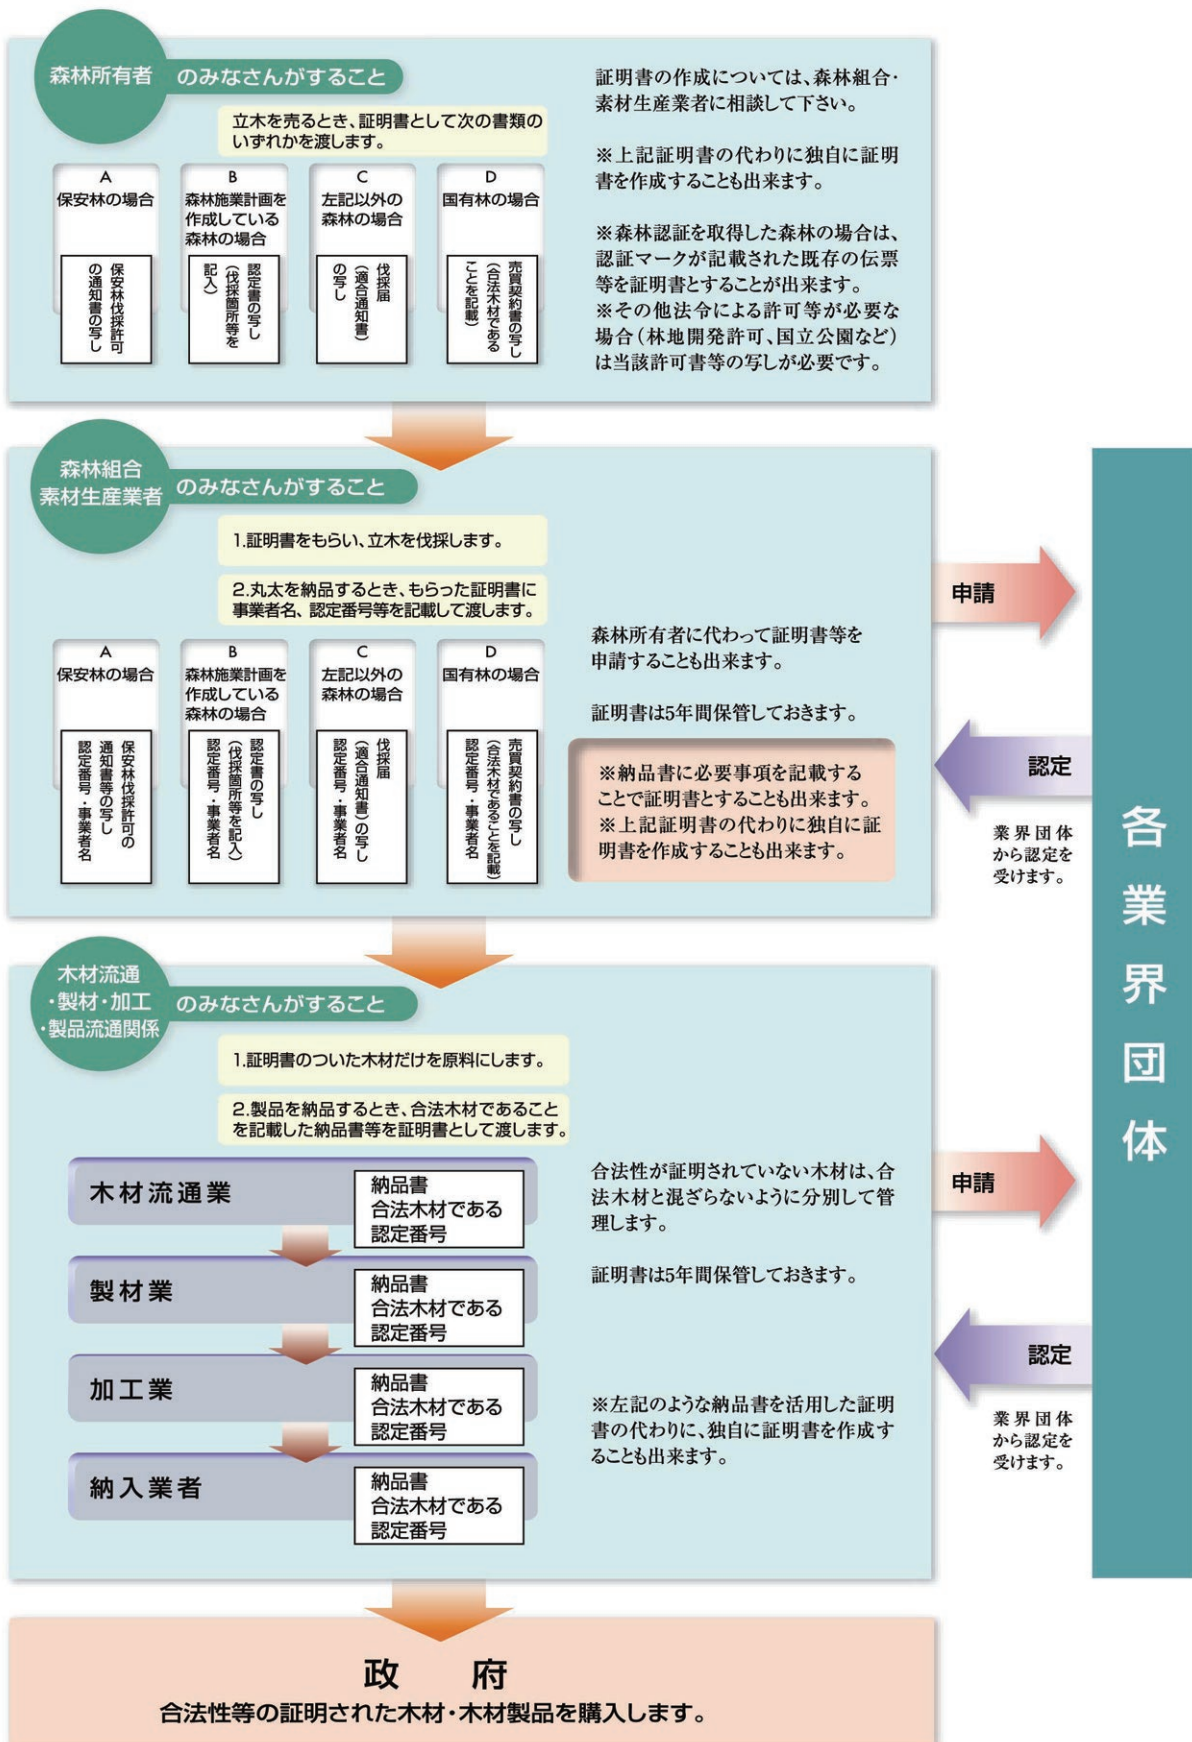 森林所有者
のみなさんがすること
立木を売るとき、証明書として次の書類の
いずれかを渡します。
A
保安林の場合
保安林伐採許可
の通知書の写し
B
森林施業計画を
作成している
森林の場合
認定書の写し
(伐採箇所等を
記入)
C
左記以外の
森林の場合
伐採届
(適合通知書)
の写し
D
国有林の場合
売買契約書の写し
(合法木材である
ことを記載)
証明書の作成については、森林組合・
素材生産業者に相談して下さい。
※上記証明書の代わりに独自に証明
書を作成することも出来ます。
※森林認証を取得した森林の場合は、
認証マークが記載された既存の伝票
等を証明書とすることが出来ます。
※その他法令による許可等が必要な
場合(林地開発許可、国立公園など)
は当該許可書等の写しが必要です。
森林組合
素材生産業者
のみなさんがすること
1.証明書をもらい、立木を伐採します。
2.丸太を納品するとき、もらった証明書に
事業者名、認定番号等を記載して渡します。
A
保安林の場合
保安林伐採許可の
通知書等の写し
認定番号・事業者名
B
森林施業計画を
作成している
森林の場合
認定書の写し
(伐採箇所等を記入)
認定番号・事業者名
C
左記以外の
森林の場合
伐採届
(適合通知書)の写し
認定番号・事業者名
D
国有林の場合
売買契約書の写し
(合法木材であることを記載)
認定番号・事業者名
森林所有者に代わって証明書等を
申請することも出来ます。
証明書は5年間保管しておきます。
※納品書に必要事項を記載する
ことで証明書とすることも出来ます。
※上記証明書の代わりに独自に証
明書を作成することも出来ます。
申請
認定
業界団体
から認定を
受けます。
各業界団体
木材流通
・製材・加工
・製品流通関係
のみなさんがすること
1.証明書のついた木材だけを原料にします。
2.製品を納品するとき、合法木材であること
を記載した納品書等を証明書として渡します。
木材流通業
納品書
合法木材である
認定番号
製材業
納品書
合法木材である
認定番号
加工業
納品書
合法木材である
認定番号
納入業者
納品書
合法木材である
認定番号
合法性が証明されていない木材は、合
法木材と混ざらないように分別して管
理します。
証明書は5年間保管しておきます。
※左記のような納品書を活用した証明
書の代わりに、独自に証明書を作成す
ることも出来ます。
申請
認定
業界団体
から認定を
受けます。
政　府
合法性等の証明された木材・木材製品を購入します。